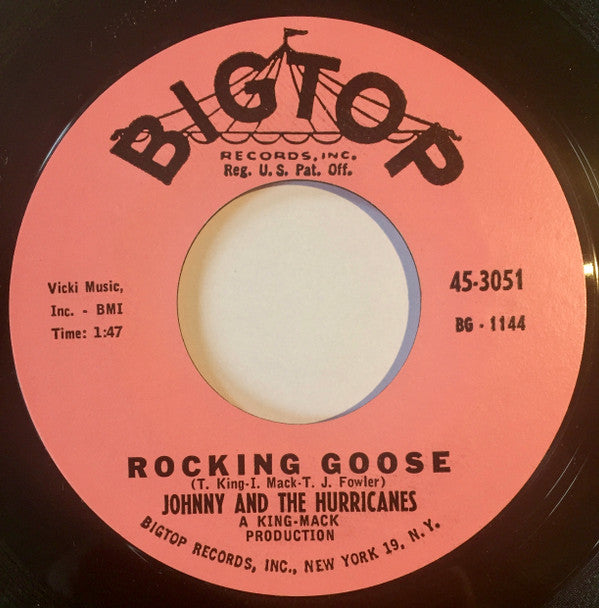 BIGTOP
RECORDS, INC.
Reg. U. S. Pat. Off.
Vicki Music,
Inc. - BMI
Time: 1:47
45-3051
BG - 1144
ROCKING GOOSE
(T. King-I. Mack-T. J. Fowler)
JOHNNY AND THE HURRICANES
A KING-MACK
PRODUCTION
BIGTOP RECORDS, INC., NEW YORK 19, N. Y.